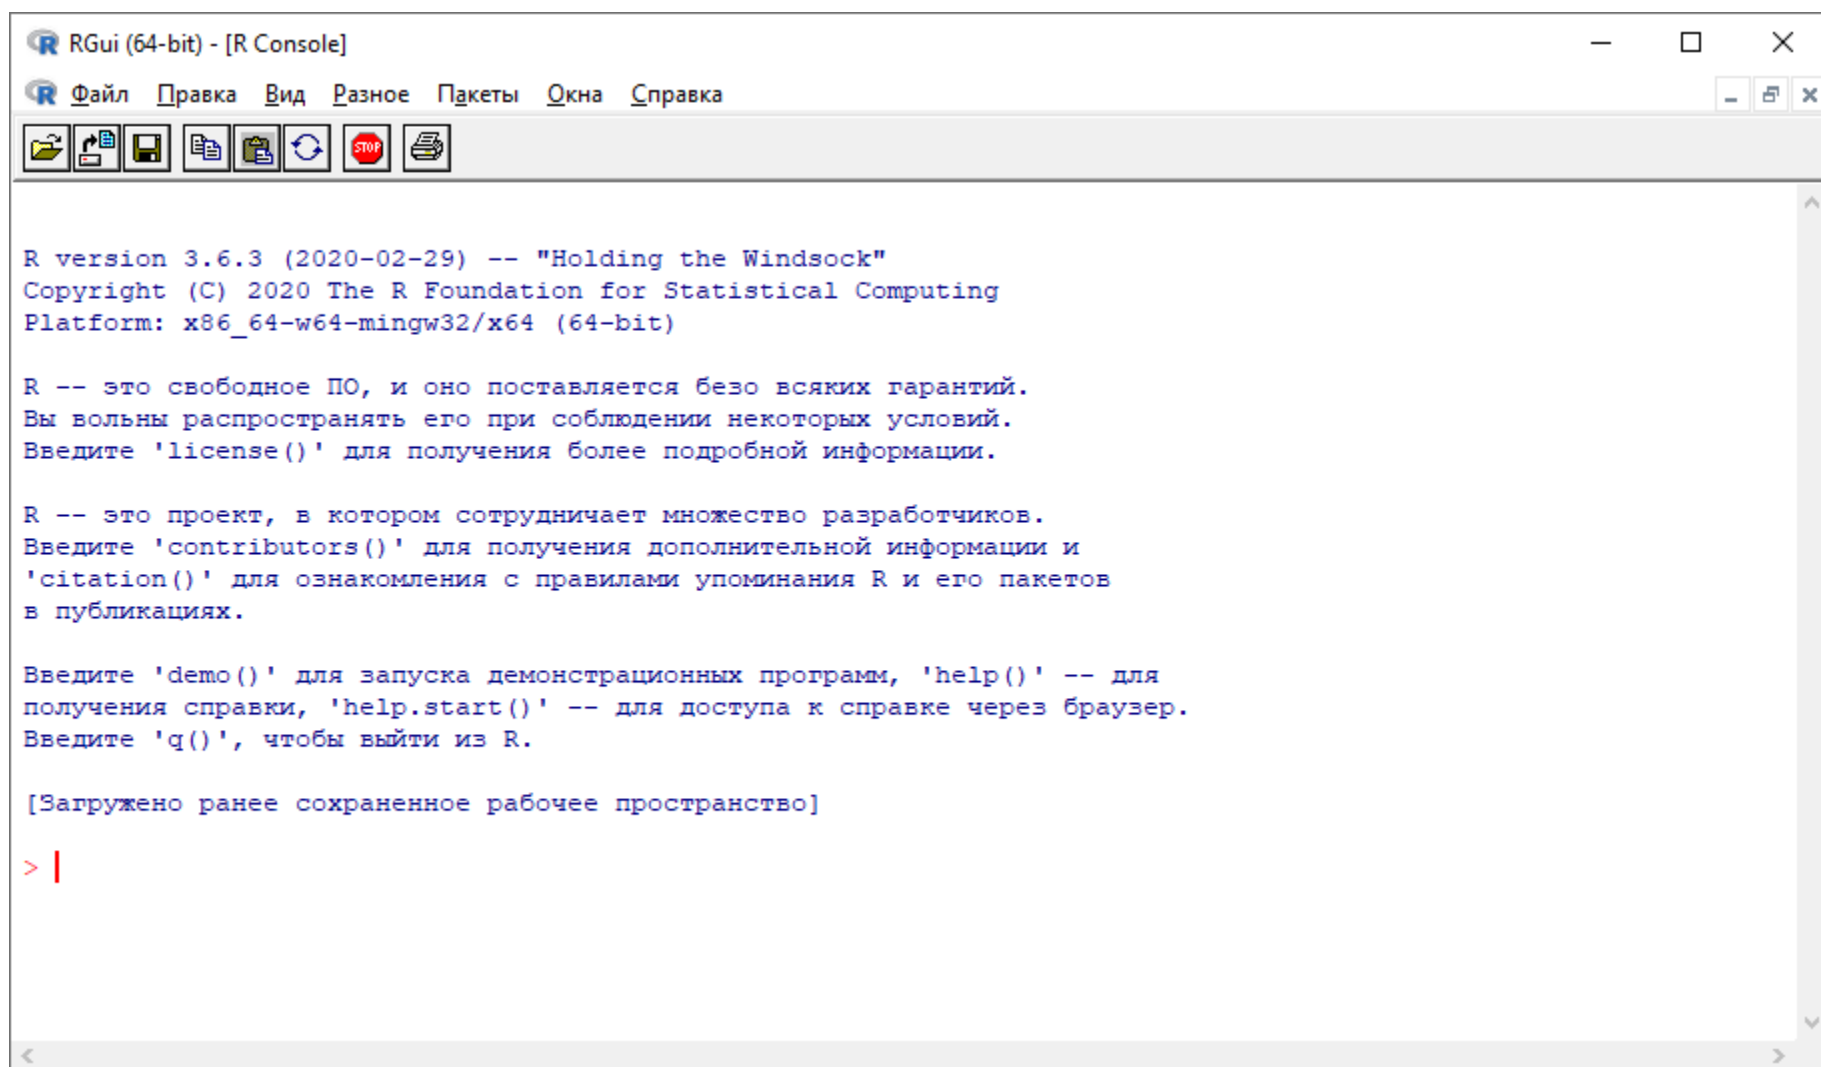 RGui (64-bit) - [R Console]
Файл Правка Вид Разное Пакеты Окна Справка
STOP
R version 3.6.3 (2020-02-29) -- "Holding the Windsock"
Copyright (C) 2020 The R Foundation for Statistical Computing
Platform: x86_64-w64-mingw32/x64 (64-bit)
R -- это свободное ПО, и оно поставляется безо всяких гарантий.
Вы вольны распространять его при соблюдении некоторых условий.
Введите 'license()' для получения более подробной информации.
R -- это проект, в котором сотрудничает множество разработчиков.
Введите 'contributors()' для получения дополнительной информации и
'citation()' для ознакомления с правилами упоминания R и его пакетов
в публикациях.
Введите 'demo()' для запуска демонстрационных программ, 'help()' -- для
получения справки, 'help.start()' -- для доступа к справке через браузер.
Введите 'q()', чтобы выйти из R.
[Загружено ранее сохраненное рабочее пространство]
>